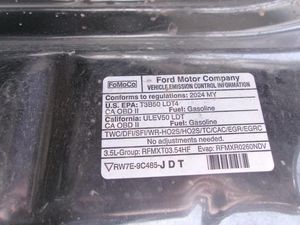 FoMoCo
Ford Motor Company
VEHICLE EMISSION CONTROL INFORMATION
Conforms to regulations: 2024 MY
U.S. EPA: T3B50 LDT4
CA OBD II Fuel: Gasoline
California: ULEV50 LDT
CA OBD II Fuel: Gasoline
TWC/DFI/SFI/WR-HO2S/HO2S/TC/CAC/EGR/EGRC
No adjustments needed.
3.5L-Group: RFMXT03.54HF Evap: RFMXR0260NDV
RW7E-9C485-JDT